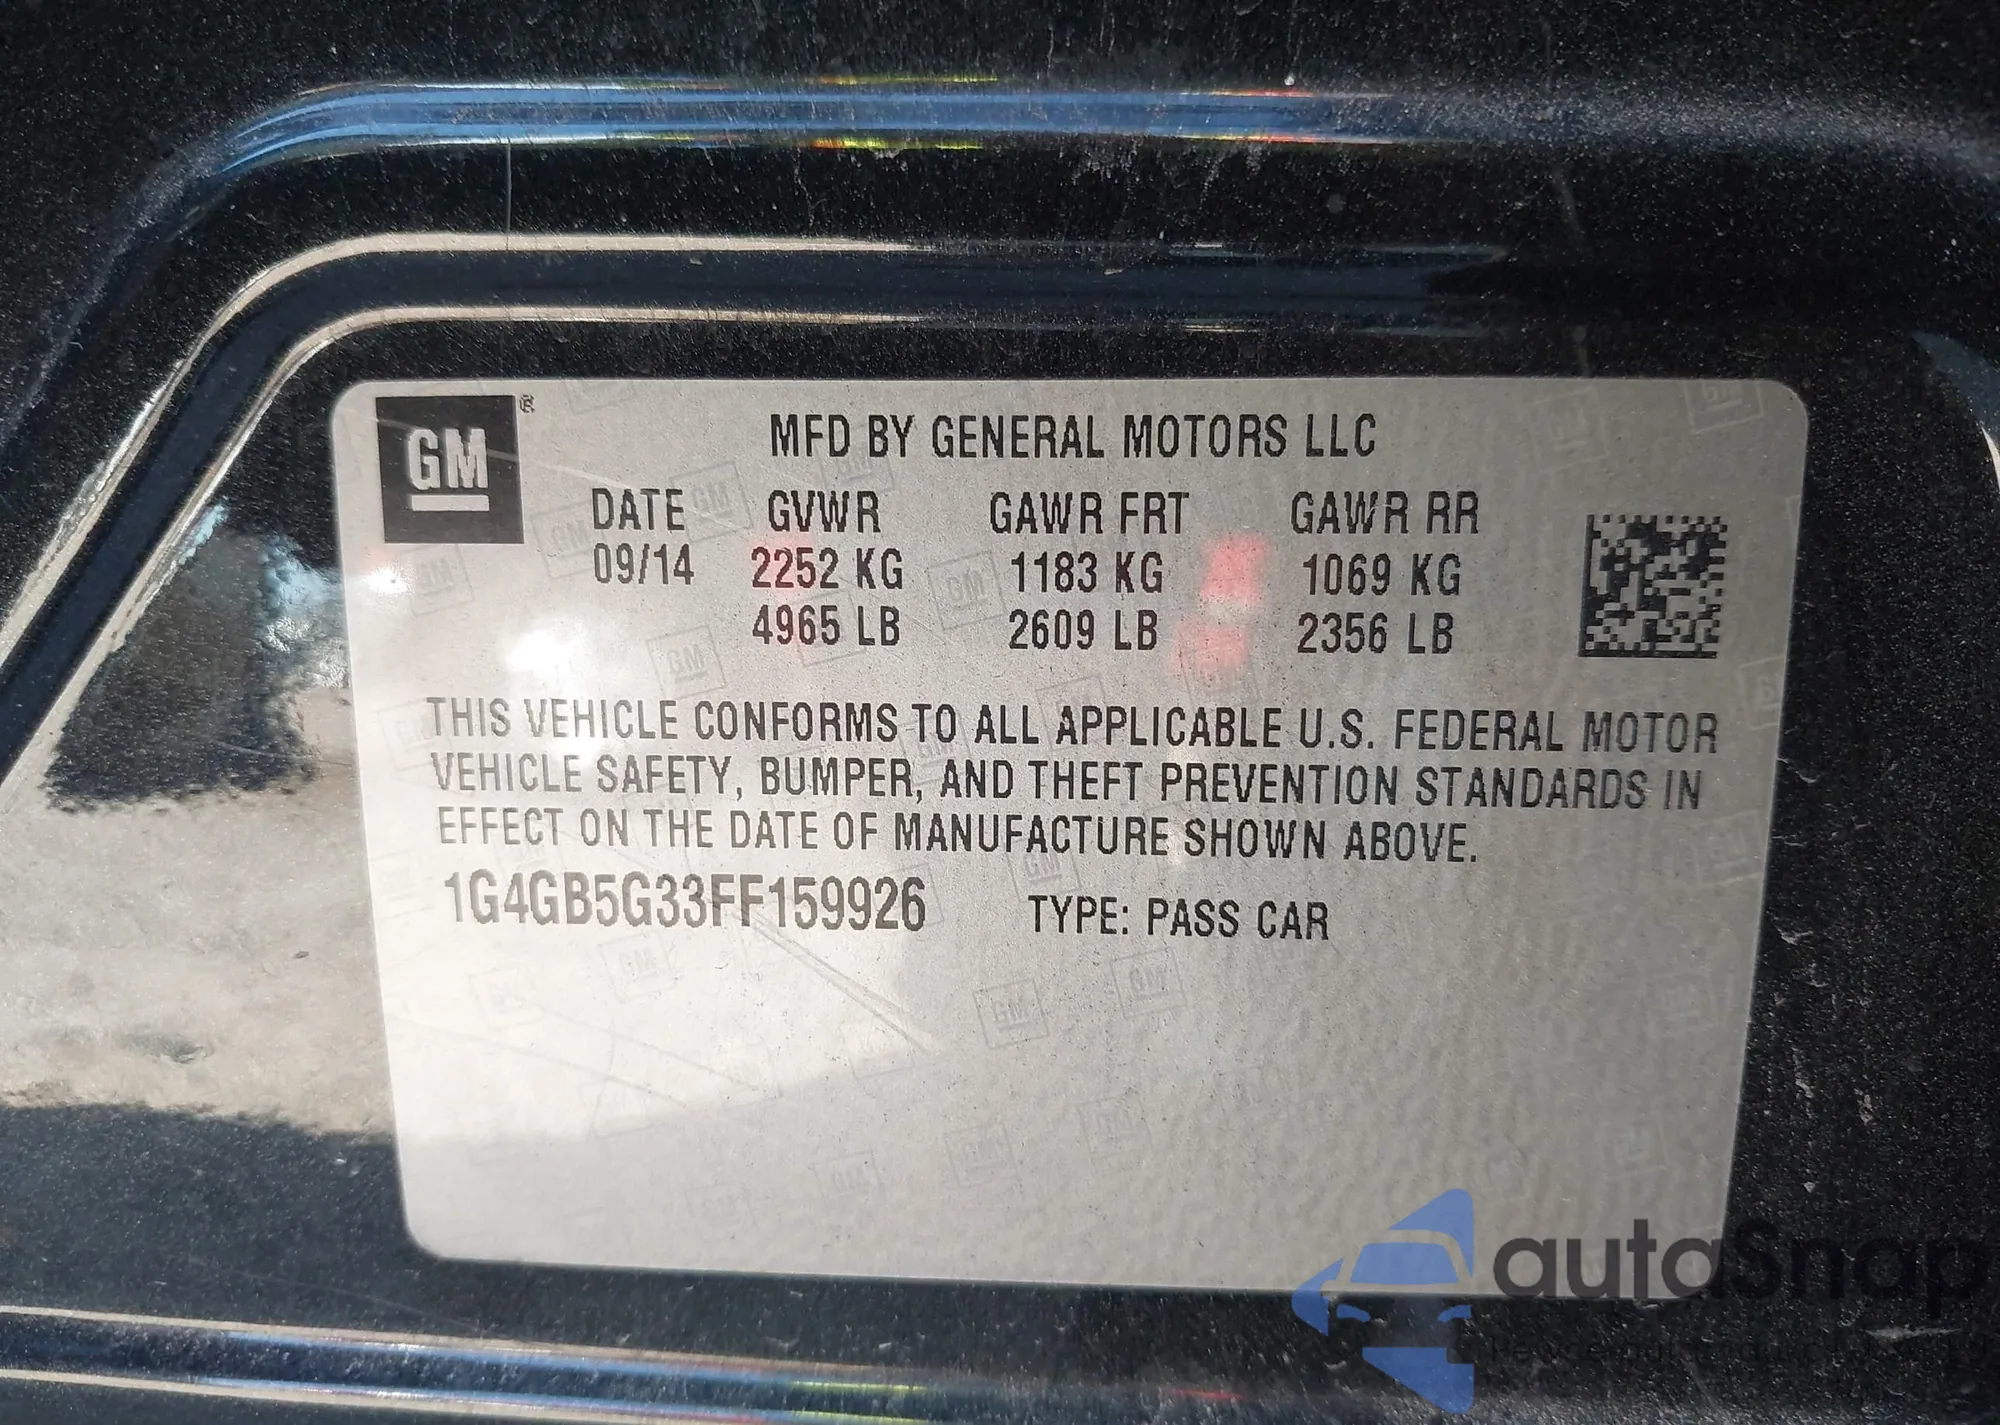 GM®
MFD BY GENERAL MOTORS LLC
DATE GVWR GAWR FRT GAWR RR
09/14 2252 KG 1183 KG 1069 KG
4965 LB 2609 LB 2356 LB
THIS VEHICLE CONFORMS TO ALL APPLICABLE U.S. FEDERAL MOTOR
VEHICLE SAFETY, BUMPER, AND THEFT PREVENTION STANDARDS IN
EFFECT ON THE DATE OF MANUFACTURE SHOWN ABOVE.
1G4GB5G33FF159926 TYPE: PASS CAR
autaSnap